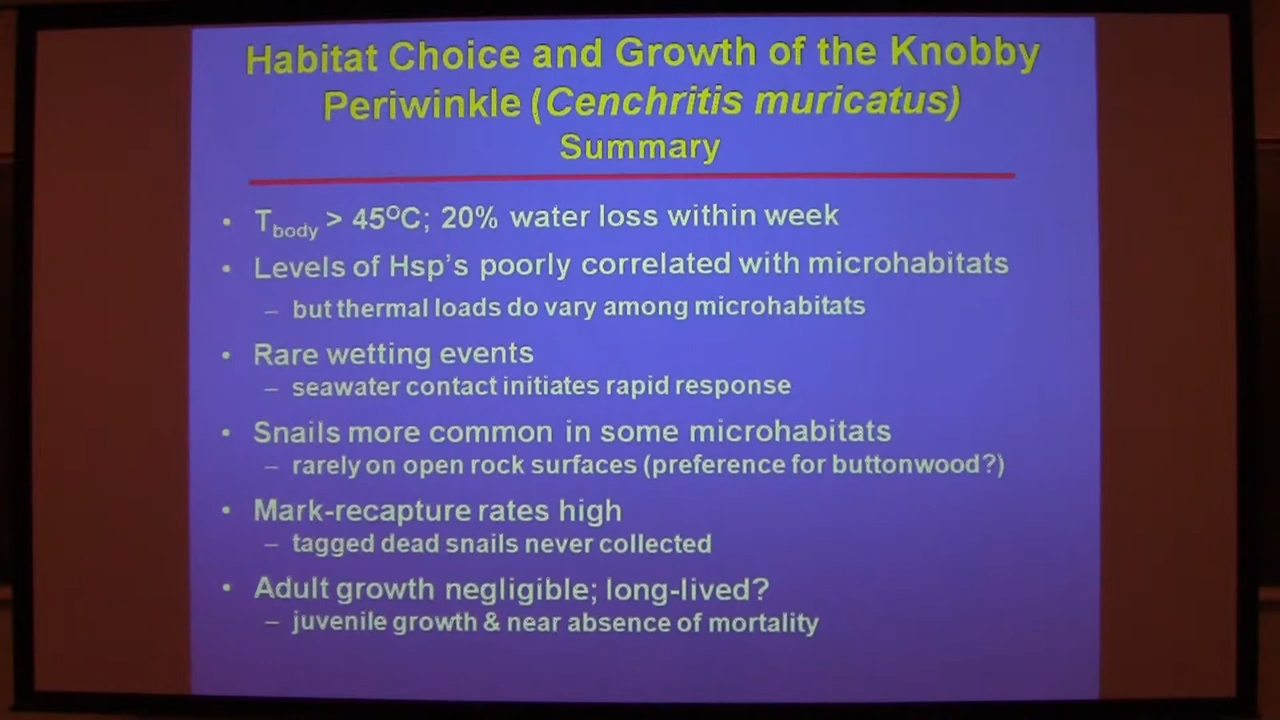 Habitat Choice and Growth of the Knobby
Periwinkle (Cenchritis muricatus)
Summary
• Tbody > 45OC; 20% water loss within week
• Levels of Hsp's poorly correlated with microhabitats
– but thermal loads do vary among microhabitats
• Rare wetting events
– seawater contact initiates rapid response
• Snails more common in some microhabitats
– rarely on open rock surfaces (preference for buttonwood?)
• Mark-recapture rates high
– tagged dead snails never collected
• Adult growth negligible; long-lived?
– juvenile growth & near absence of mortality